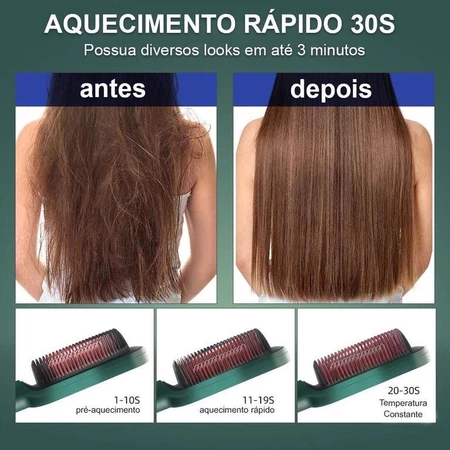 AQUECIMENTO RÁPIDO 30S
Possua diversos looks em até 3 minutos
antes
depois
1-10S
pré-aquecimento
11-19S
aquecimento rápido
20-30S
Temperatura
Constante